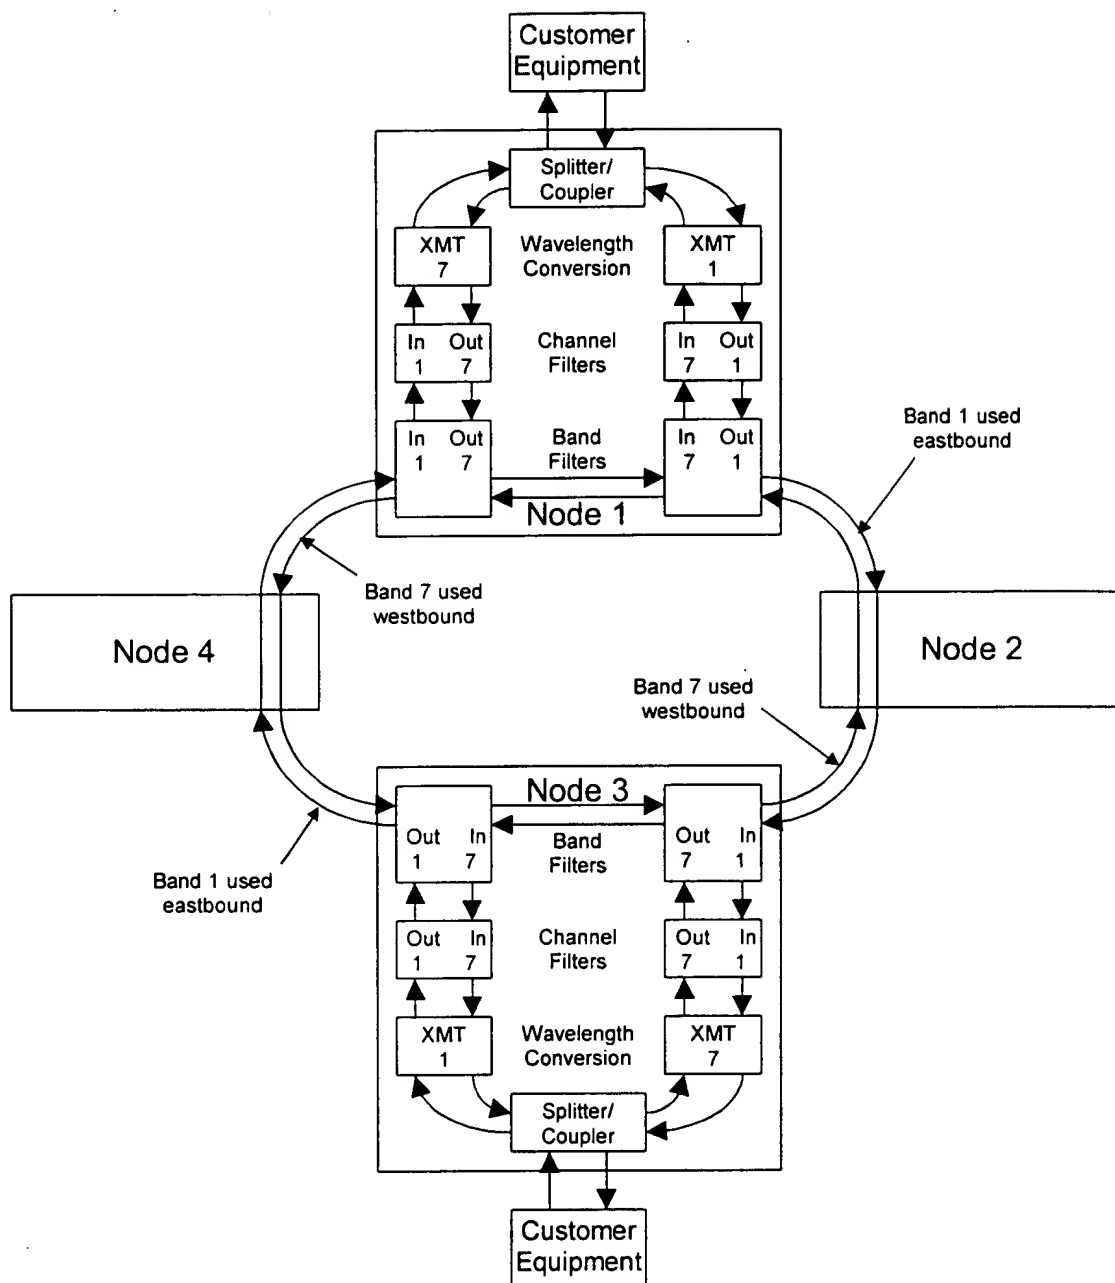 Customer
Equipment
Splitter/
Coupler
XMT
7
Wavelength
Conversion
XMT
1
In Out
1 7
Channel
Filters
In Out
7 1
In Out
1 7
Band
Filters
In Out
7 1
Node 1
Band 1 used
eastbound
Band 7 used
westbound
Node 4
Node 2
Band 7 used
westbound
Node 3
Out In
1 7
Band
Filters
Out In
7 1
Band 1 used
eastbound
Out In
1 7
Channel
Filters
Out In
7 1
XMT
1
Wavelength
Conversion
XMT
7
Splitter/
Coupler
Customer
Equipment